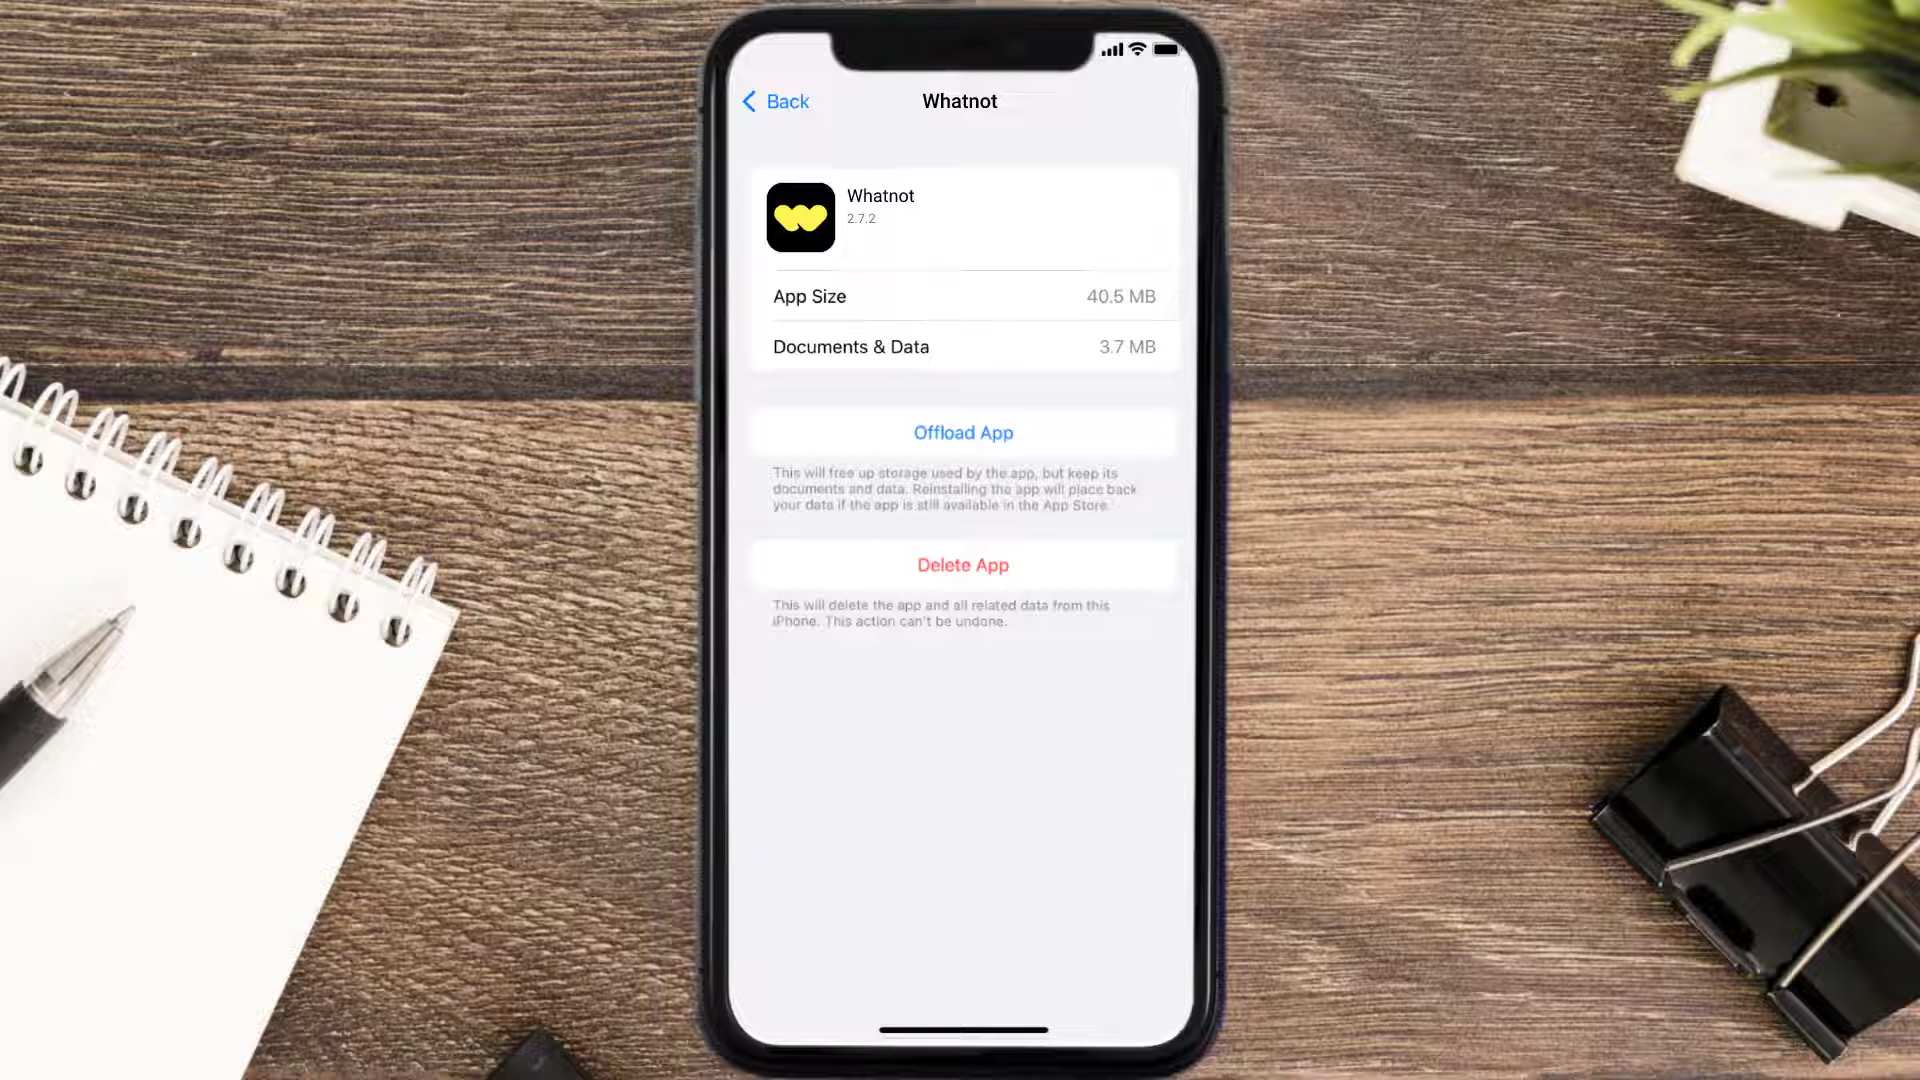 Back
Whatnot
Whatnot
2.7.2
App Size 40.5 MB
Documents & Data 3.7 MB
Offload App
This will free up storage used by the app, but keep its
documents and data. Reinstalling the app will place back
your data if the app is still available in the App Store.
Delete App
This will delete the app and all related data from this
iPhone. This action can't be undone.